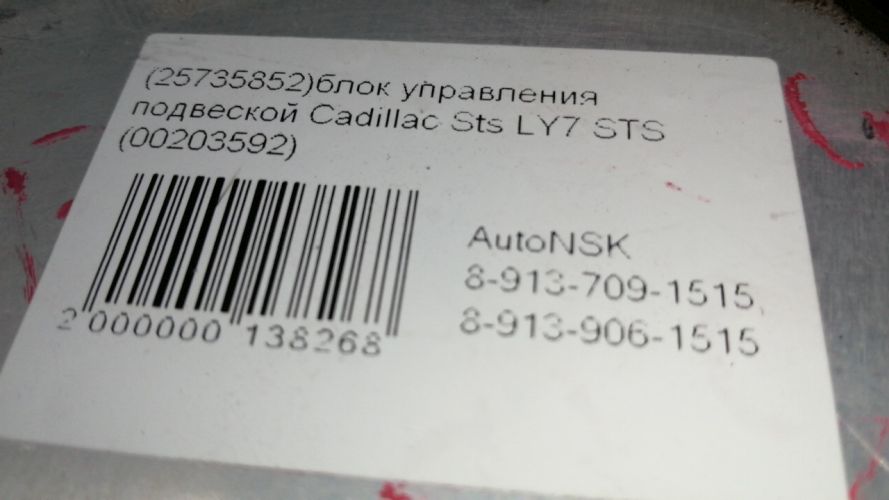 (25735852)блок управления
подвеской Cadillac Sts LY7 STS
(00203592)
2 000000 138268
AutoNSK
8-913-709-1515,
8-913-906-1515